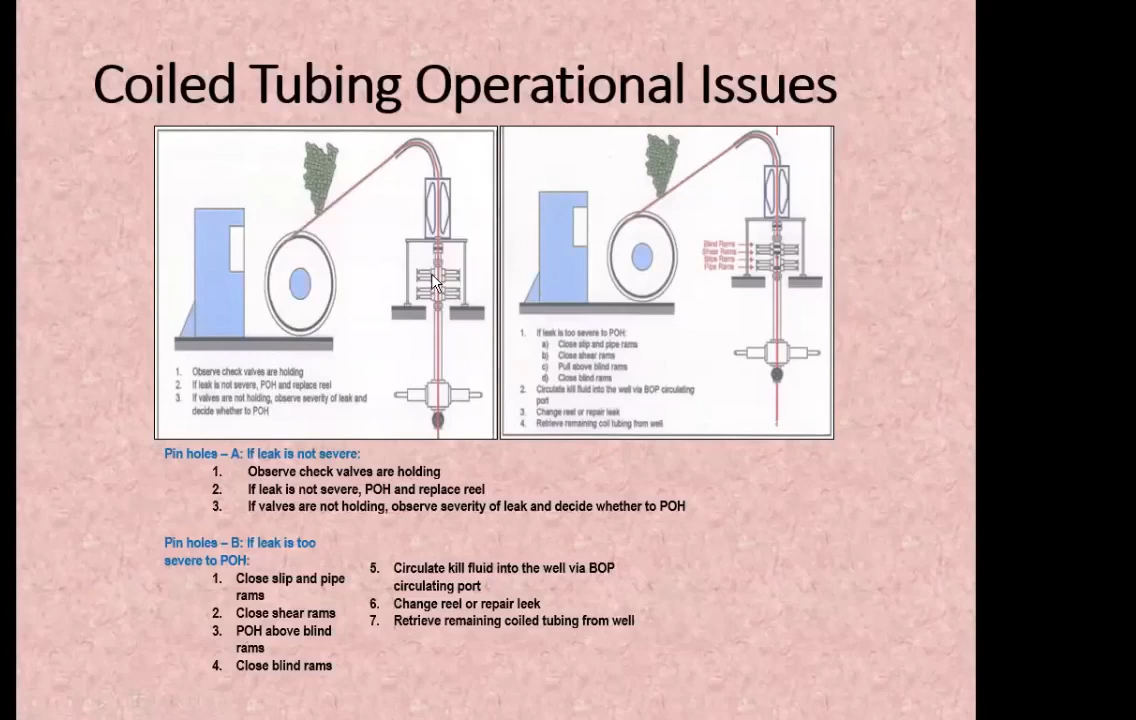 Coiled Tubing Operational Issues
1. Observe check valves are holding
2. If leak is not severe, POH and replace reel
3. If valves are not holding, observe severity of leak and
decide whether to POH
Blind Rams
Shear Rams
Slips Rams
Pipe Rams
1. If leak is too severe to POH:
a) Close slip and pipe rams
b) Close shear rams
c) Pull above blind rams
d) Close blind rams
2. Circulate kill fluid into the well via BOP circulating
port
3. Change reel or repair leak
4. Retrieve remaining coil tubing from well
Pin holes – A: If leak is not severe:
1. Observe check valves are holding
2. If leak is not severe, POH and replace reel
3. If valves are not holding, observe severity of leak and decide whether to POH
Pin holes – B: If leak is too
severe to POH:
1. Close slip and pipe
rams
2. Close shear rams
3. POH above blind
rams
4. Close blind rams
5. Circulate kill fluid into the well via BOP
circulating port
6. Change reel or repair leek
7. Retrieve remaining coiled tubing from well